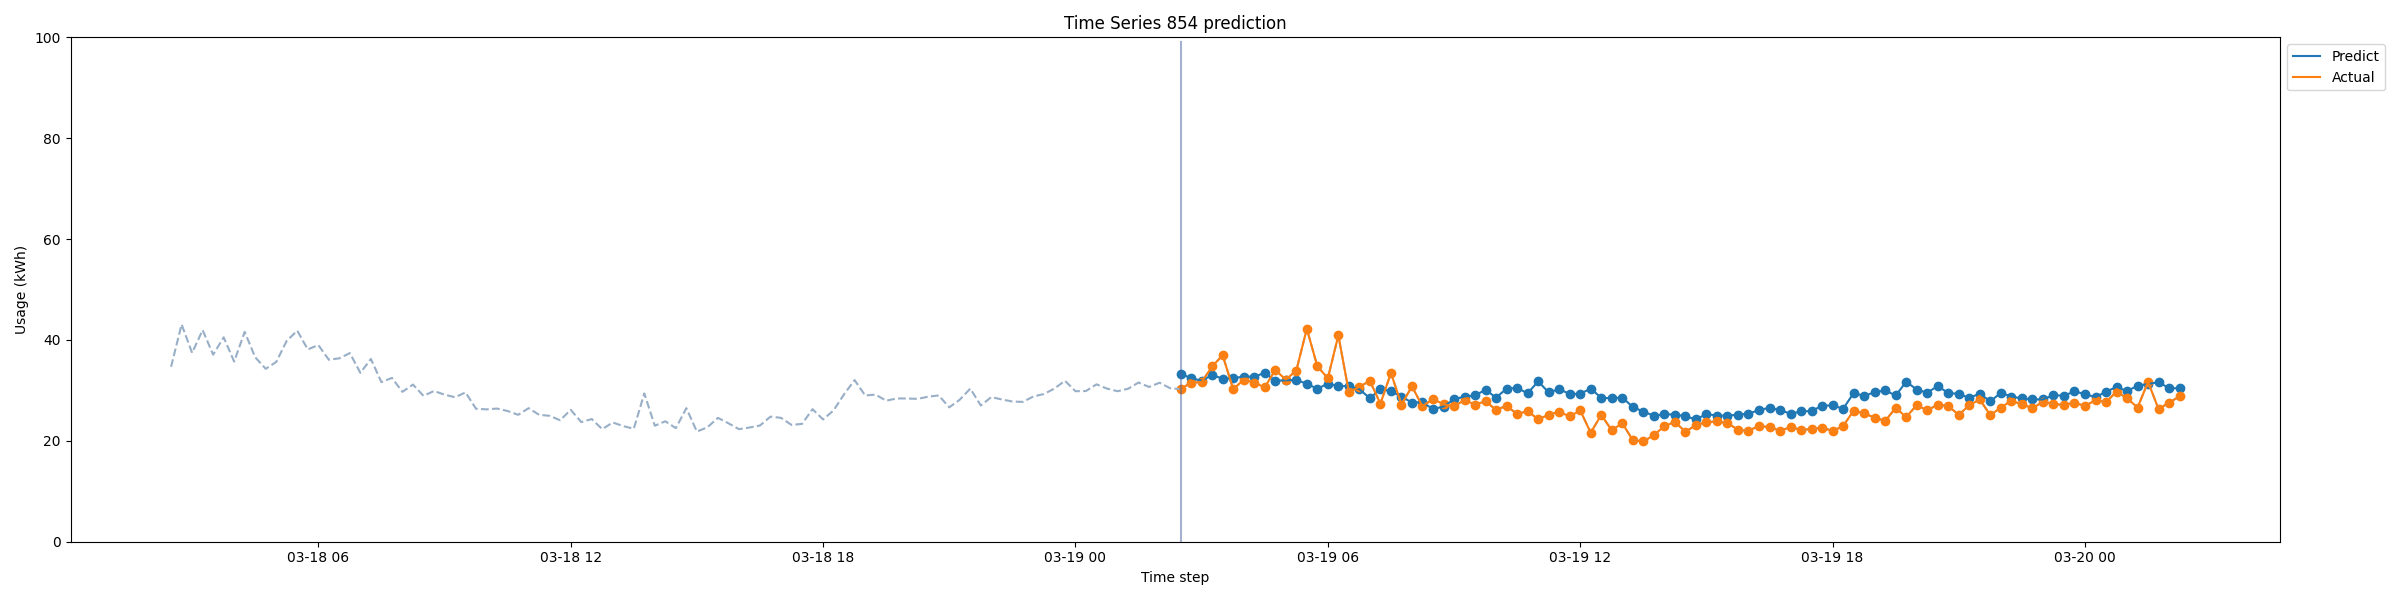 Time Series 854 prediction
Predict
Actual
Usage (kWh)
100
80
60
40
20
0
03-18 06
03-18 12
03-18 18
03-19 00
03-19 06
03-19 12
03-19 18
03-20 00
Time step